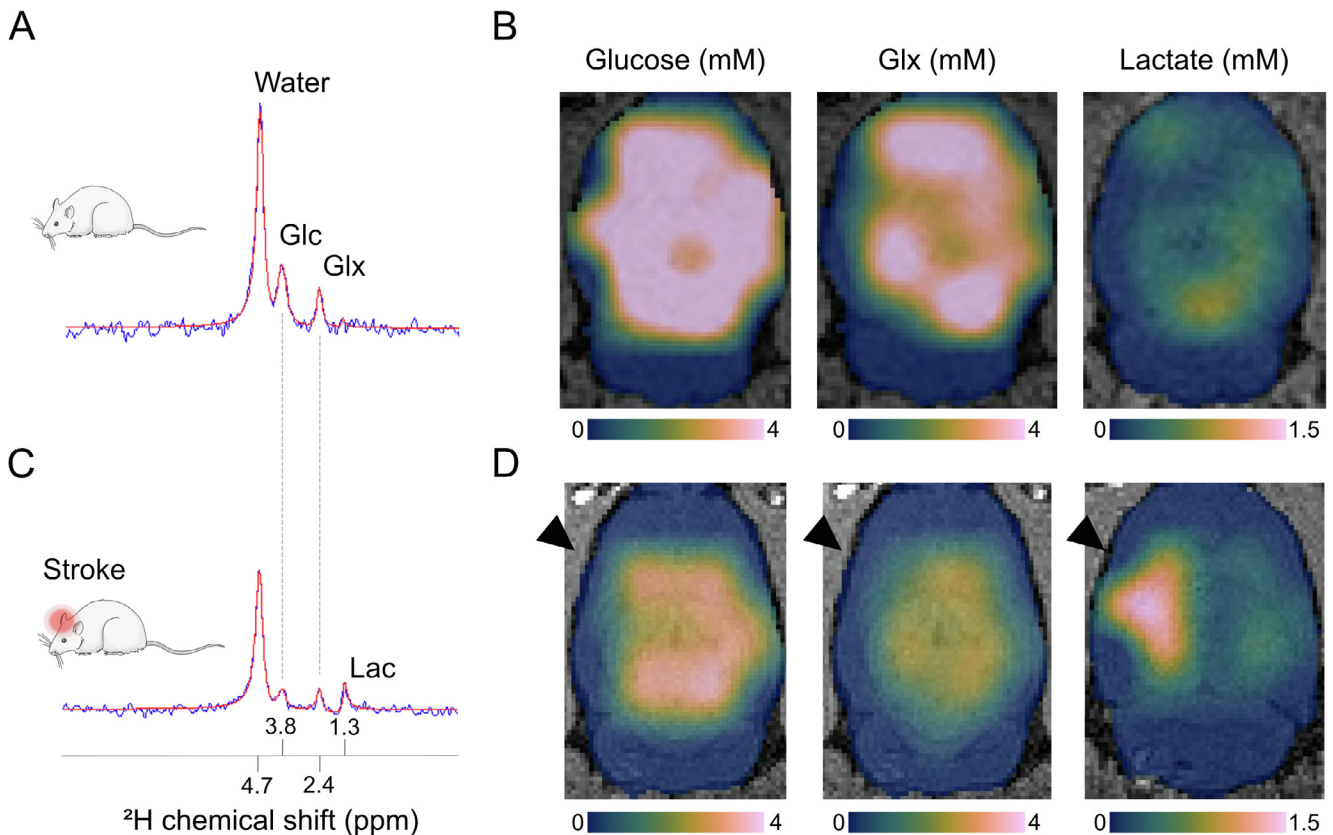 A
B
Water
Glc
Glx
Glucose (mM)
Glx (mM)
Lactate (mM)
0 4
0 4
0 1.5
C
D
Stroke
Lac
3.8
1.3
4.7
2.4
²H chemical shift (ppm)
0 4
0 4
0 1.5